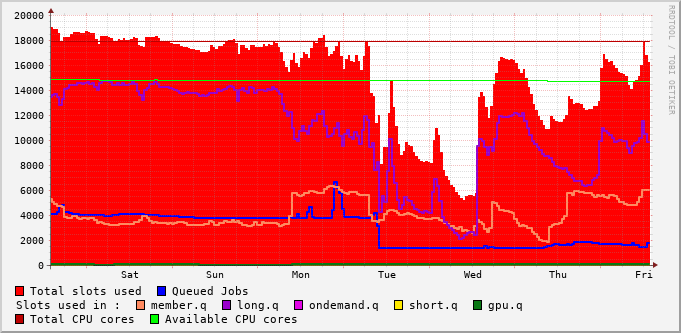 20000
18000
16000
14000
12000
10000
8000
6000
4000
2000
0
Sat Sun Mon Tue Wed Thu Fri
Total slots used Queued Jobs
Slots used in : member.q long.q ondemand.q short.q gpu.q
Total CPU cores Available CPU cores
RRDTOOL / TOBI OETIKER